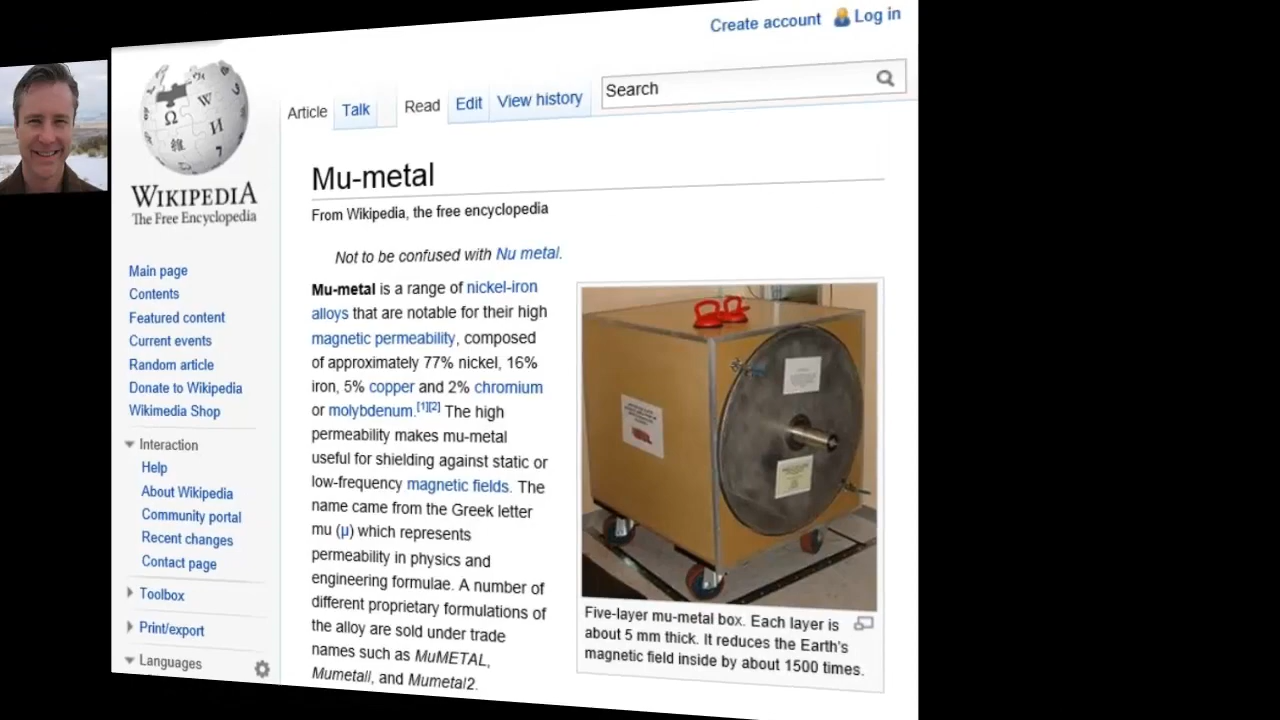 Create account Log in
Article Talk Read Edit View history Search
WIKIPEDIA
The Free Encyclopedia
Main page
Contents
Featured content
Current events
Random article
Donate to Wikipedia
Wikimedia Shop
Interaction
Help
About Wikipedia
Community portal
Recent changes
Contact page
Toolbox
Print/export
Languages
Mu-metal
From Wikipedia, the free encyclopedia
Not to be confused with Nu metal.
Mu-metal is a range of nickel-iron
alloys that are notable for their high
magnetic permeability, composed
of approximately 77% nickel, 16%
iron, 5% copper and 2% chromium
or molybdenum.[1][2] The high
permeability makes mu-metal
useful for shielding against static or
low-frequency magnetic fields. The
name came from the Greek letter
mu (μ) which represents
permeability in physics and
engineering formulae. A number of
different proprietary formulations of
the alloy are sold under trade
names such as MuMETAL,
Mumetall, and Mumetal2.
Five-layer mu-metal box. Each layer is
about 5 mm thick. It reduces the Earth's
magnetic field inside by about 1500 times.